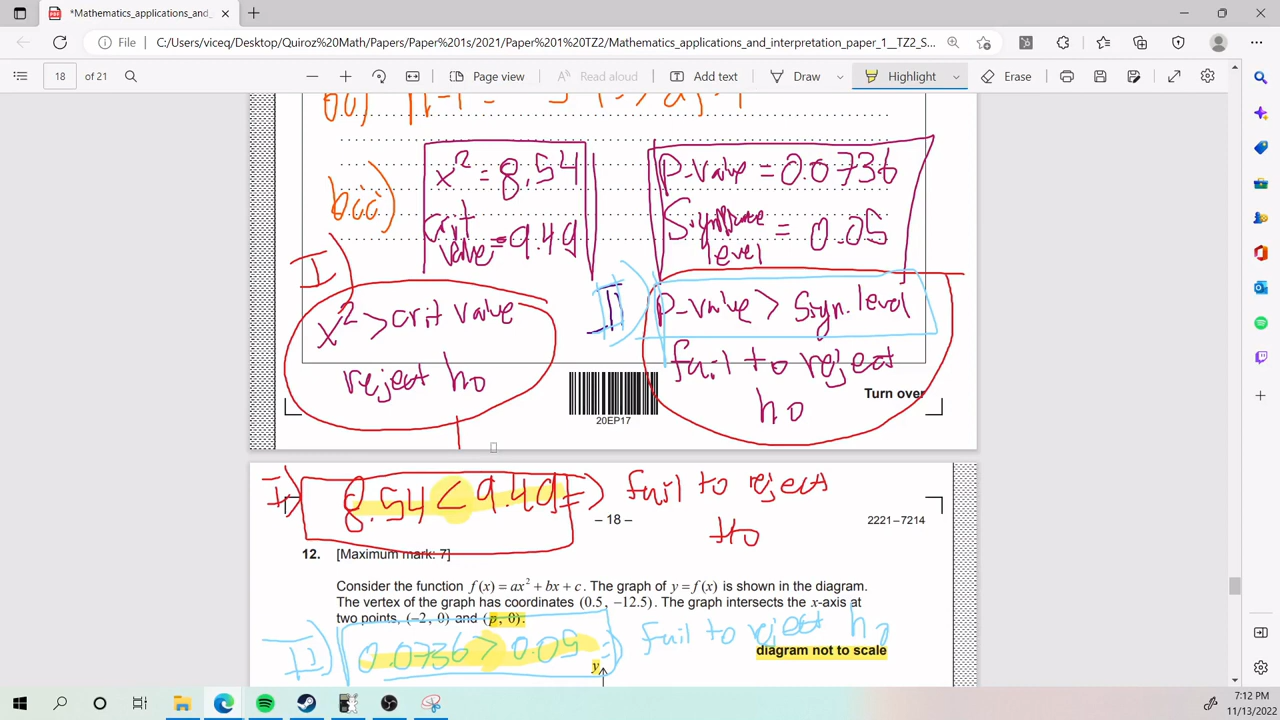 *Mathematics_applications_and_
File
C:/Users/viceq/Desktop/Quiroz%20Math/Papers/Paper%201s/2021/Paper%201%20TZ2/Mathematics_applications_and_interpretation_paper_1__TZ2_S...
18 of 21
Page view
Read aloud
Add text
Draw
Highlight
Erase
x² = 8.54
P-value = 0.0736
bii)
crit value = 9.49
Significance level = 0.05
I)
x² > crit value
II)
P-value > Sign. level
reject ho
fail to reject
ho
20EP17
Turn over
I)
8.54 < 9.49 =>
fail to reject
Ho
– 18 –
2221–7214
12. [Maximum mark: 7]
Consider the function f(x) = ax² + bx + c. The graph of y = f(x) is shown in the diagram.
The vertex of the graph has coordinates (0.5, −12.5). The graph intersects the x-axis at
two points, (−2, 0) and (p, 0).
II)
0.0736 > 0.05 =>
fail to reject ho
diagram not to scale
y
7:12 PM
11/13/2022